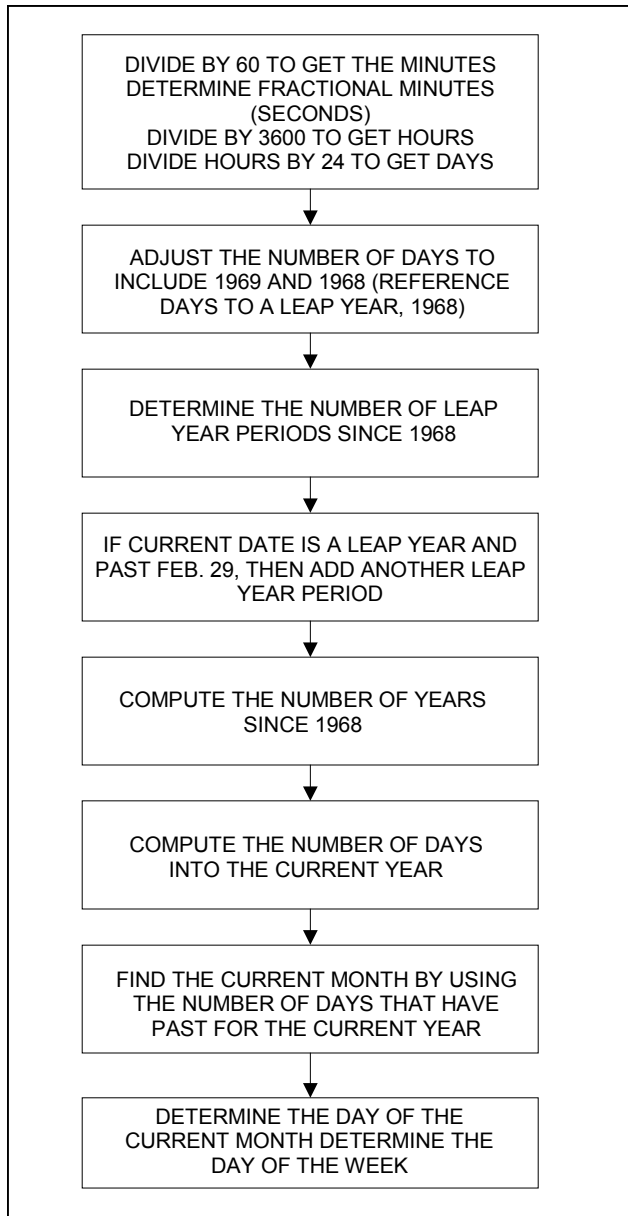 DIVIDE BY 60 TO GET THE MINUTES
DETERMINE FRACTIONAL MINUTES
(SECONDS)
DIVIDE BY 3600 TO GET HOURS
DIVIDE HOURS BY 24 TO GET DAYS
ADJUST THE NUMBER OF DAYS TO
INCLUDE 1969 AND 1968 (REFERENCE
DAYS TO A LEAP YEAR, 1968)
DETERMINE THE NUMBER OF LEAP
YEAR PERIODS SINCE 1968
IF CURRENT DATE IS A LEAP YEAR AND
PAST FEB. 29, THEN ADD ANOTHER LEAP
YEAR PERIOD
COMPUTE THE NUMBER OF YEARS
SINCE 1968
COMPUTE THE NUMBER OF DAYS
INTO THE CURRENT YEAR
FIND THE CURRENT MONTH BY USING
THE NUMBER OF DAYS THAT HAVE
PAST FOR THE CURRENT YEAR
DETERMINE THE DAY OF THE
CURRENT MONTH DETERMINE THE
DAY OF THE WEEK